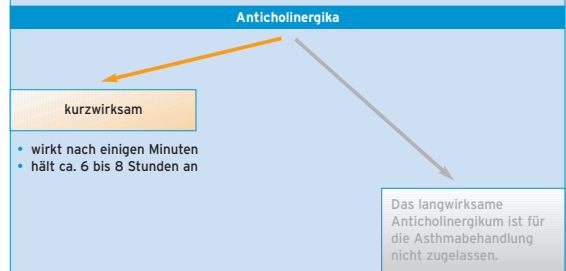 Anticholinergika
kurzwirksam
• wirkt nach einigen Minuten
• hält ca. 6 bis 8 Stunden an
Das langwirksame
Anticholinergikum ist für
die Asthmabehandlung
nicht zugelassen.